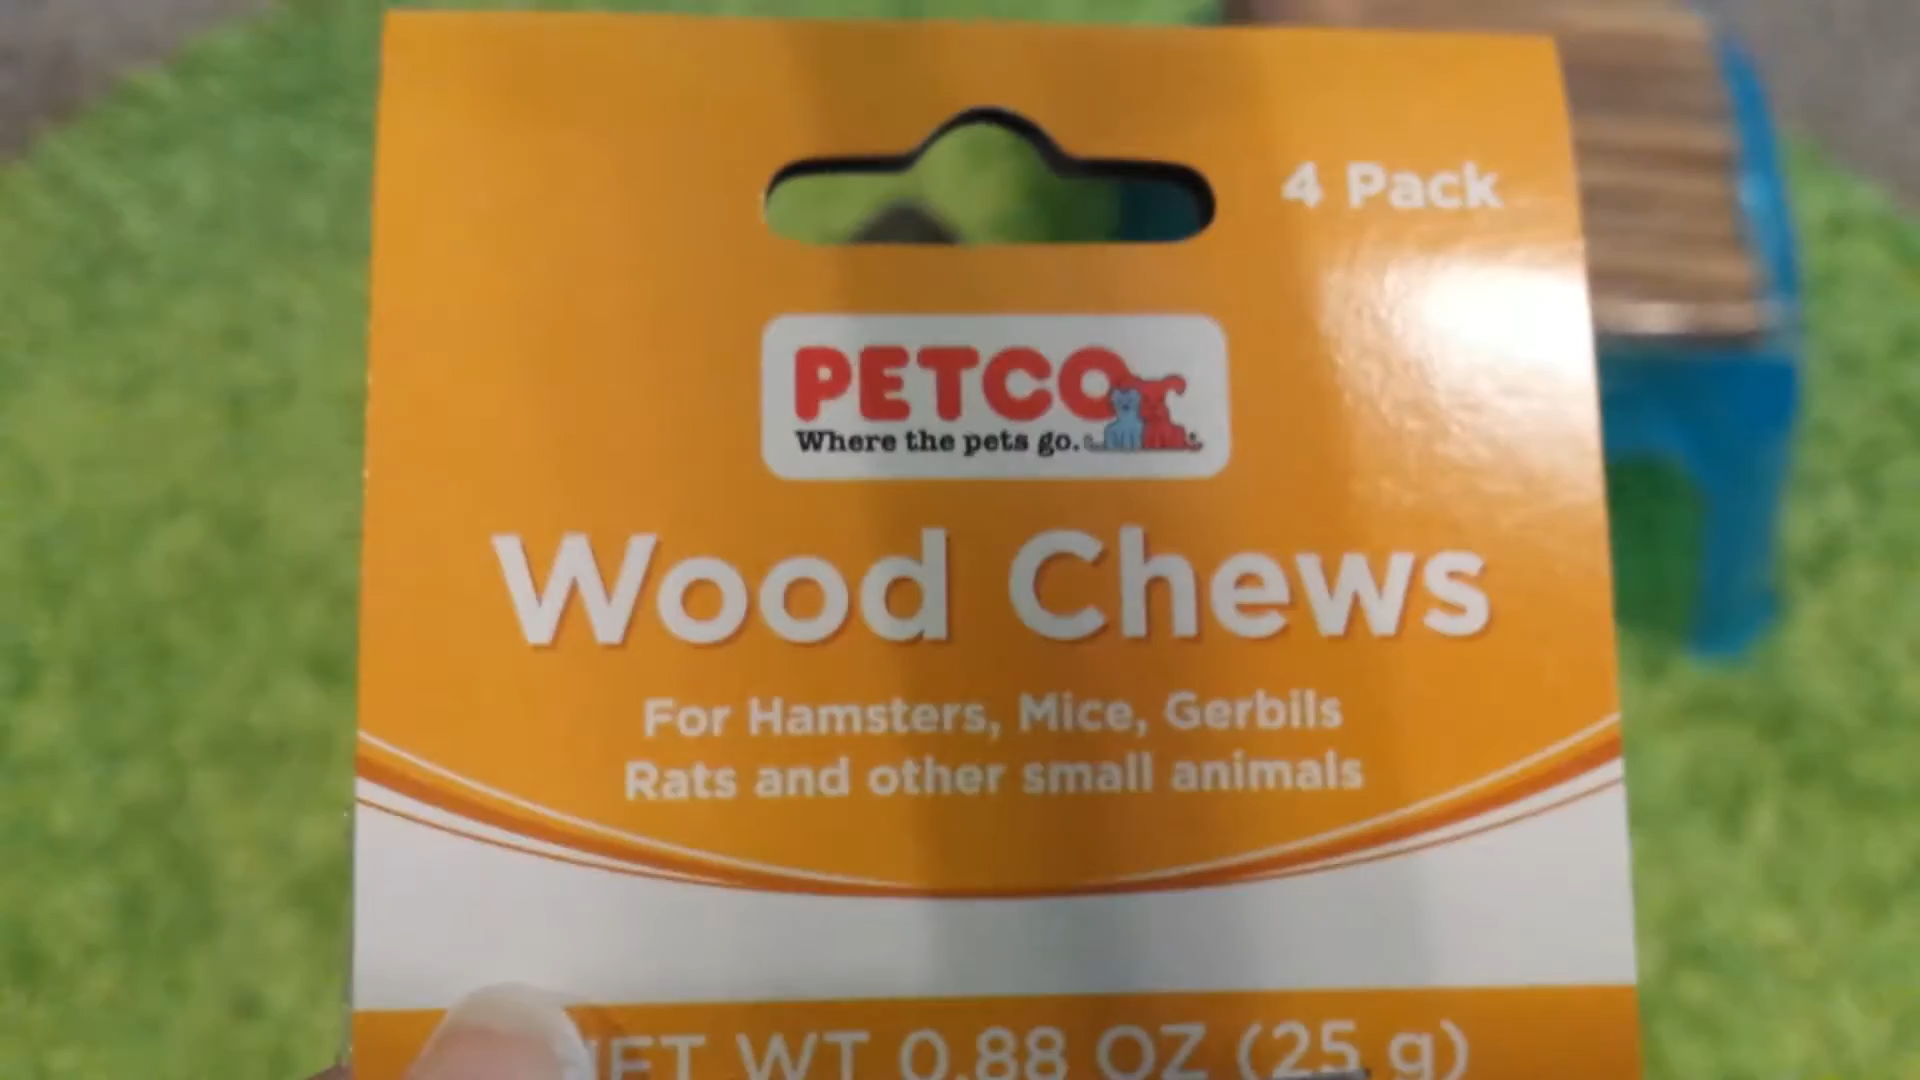 4 Pack
PETCO
Where the pets go.
Wood Chews
For Hamsters, Mice, Gerbils
Rats and other small animals
NET WT 0.88 OZ (25 g)